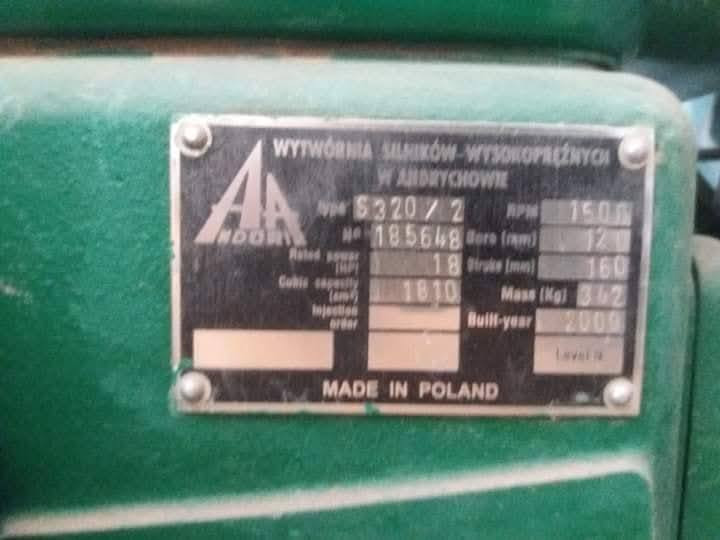 WYTWÓRNIA SILNIKÓW-WYSOKOPRĘŻNYCH
W ANDRYCHOWIE
ANDORIA
Type S320/2 RPM 1500
Nº 185648 Bore (mm) 120
Rated power (HP) 18 Stroke (mm) 160
Cubic capacity (cm³) 1810 Mass (Kg) 342
Injection order Built-year
MADE IN POLAND